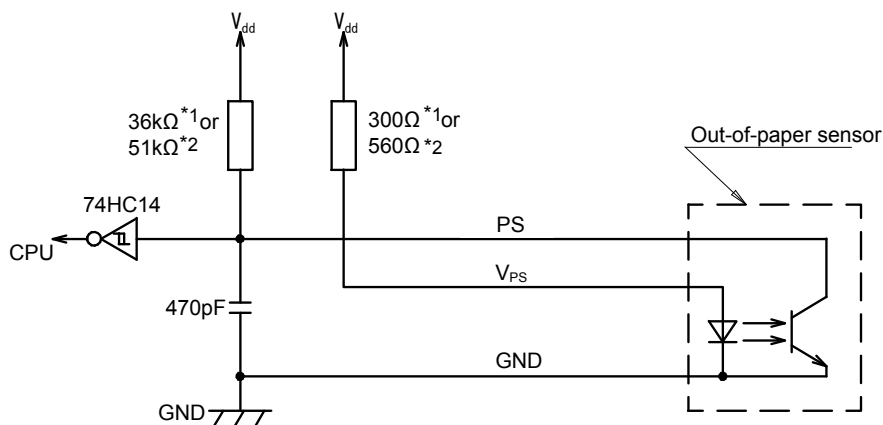 Vdd
Vdd
36kΩ*1or
51kΩ*2
300Ω*1or
560Ω*2
Out-of-paper sensor
74HC14
CPU
PS
VPS
470pF
GND
GND